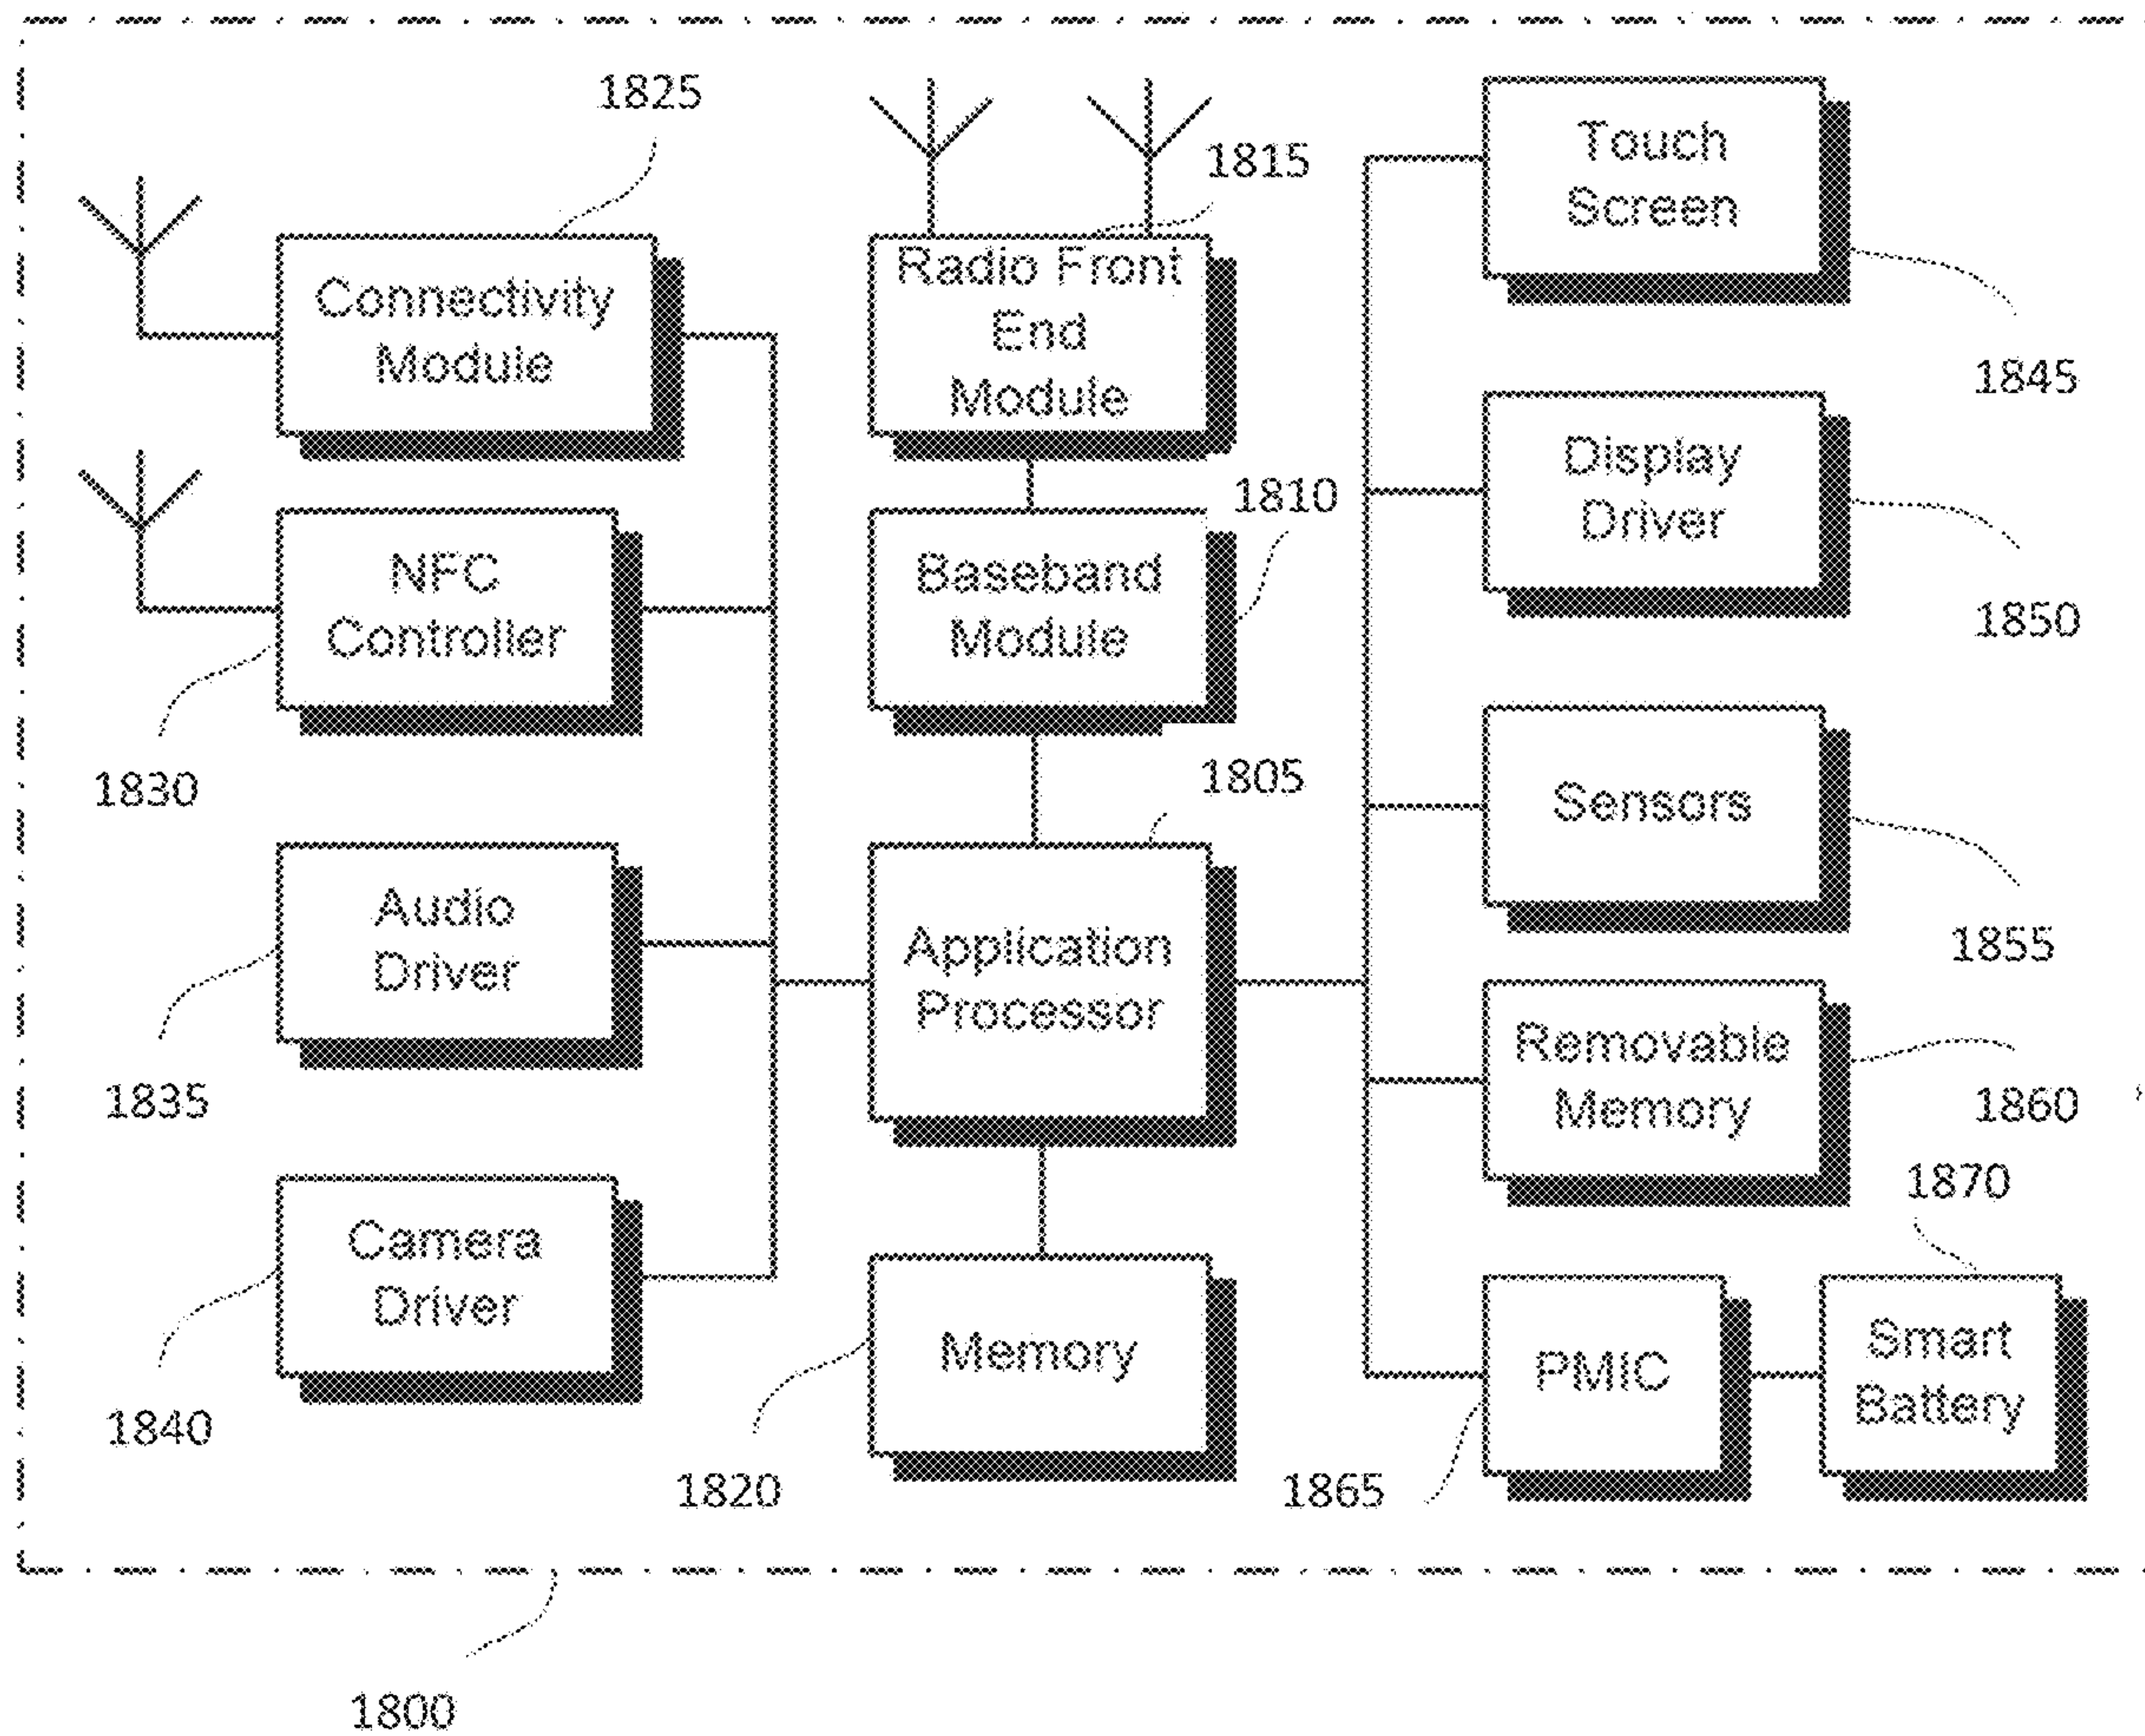 1825
1815
Touch
Screen
Connectivity
Module
Radio Front
End
Module
1845
Display
Driver
1810
NFC
Controller
Baseband
Module
1850
1830
1805
Sensors
Audio
Driver
Application
Processor
1855
Removable
Memory
1835
1860
1870
Camera
Driver
Memory
PMIC
Smart
Battery
1840
1820
1865
1800